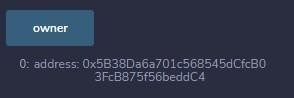 owner
0: address: 0x5B38Da6a701c568545dCfcB0
3FcB875f56beddC4